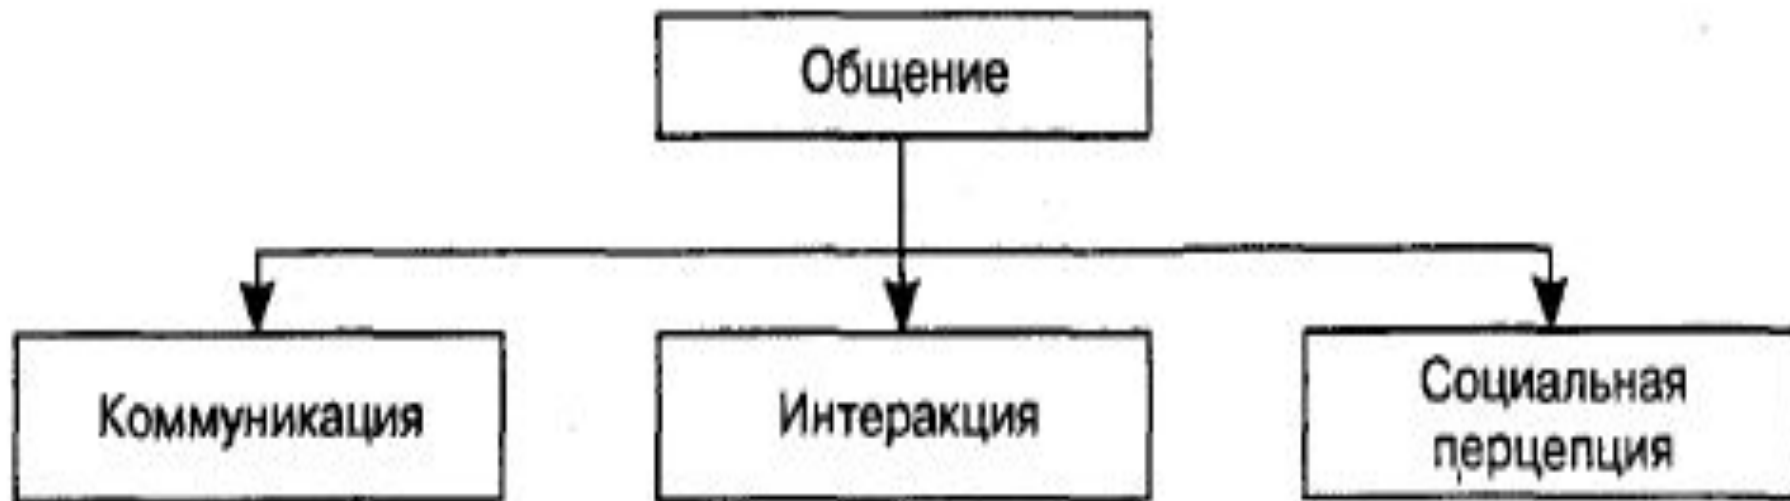 Общение
Коммуникация
Интеракция
Социальная
перцепция